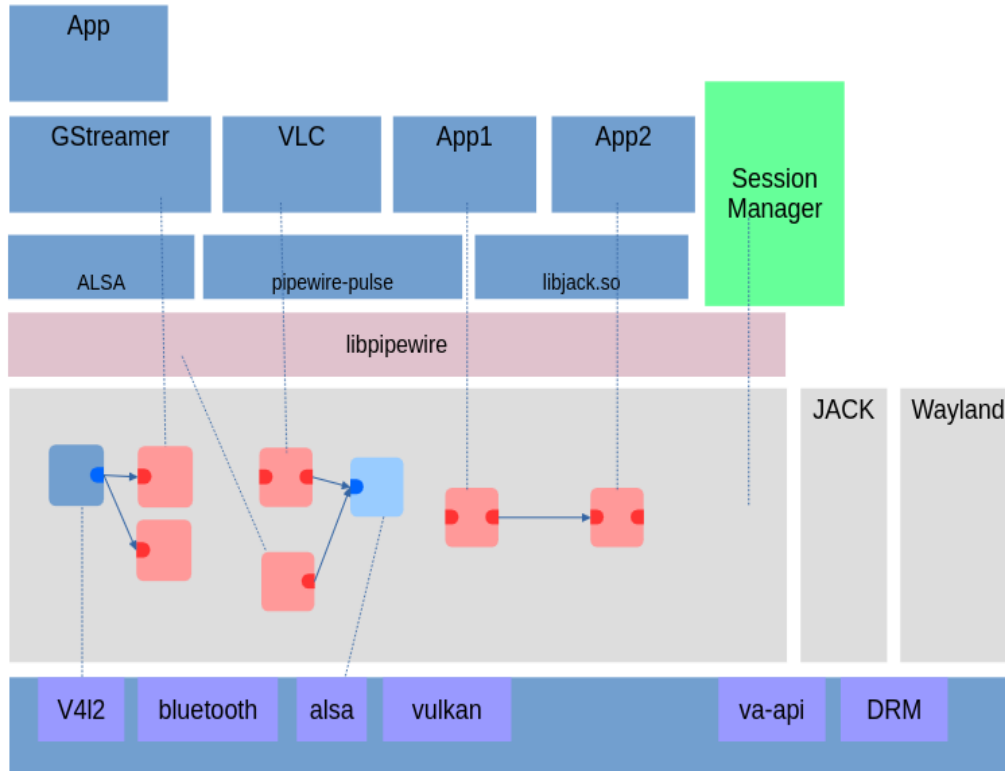 App
GStreamer
VLC
App1
App2
Session
Manager
ALSA
pipewire-pulse
libjack.so
libpipewire
JACK
Wayland
V4l2
bluetooth
alsa
vulkan
va-api
DRM